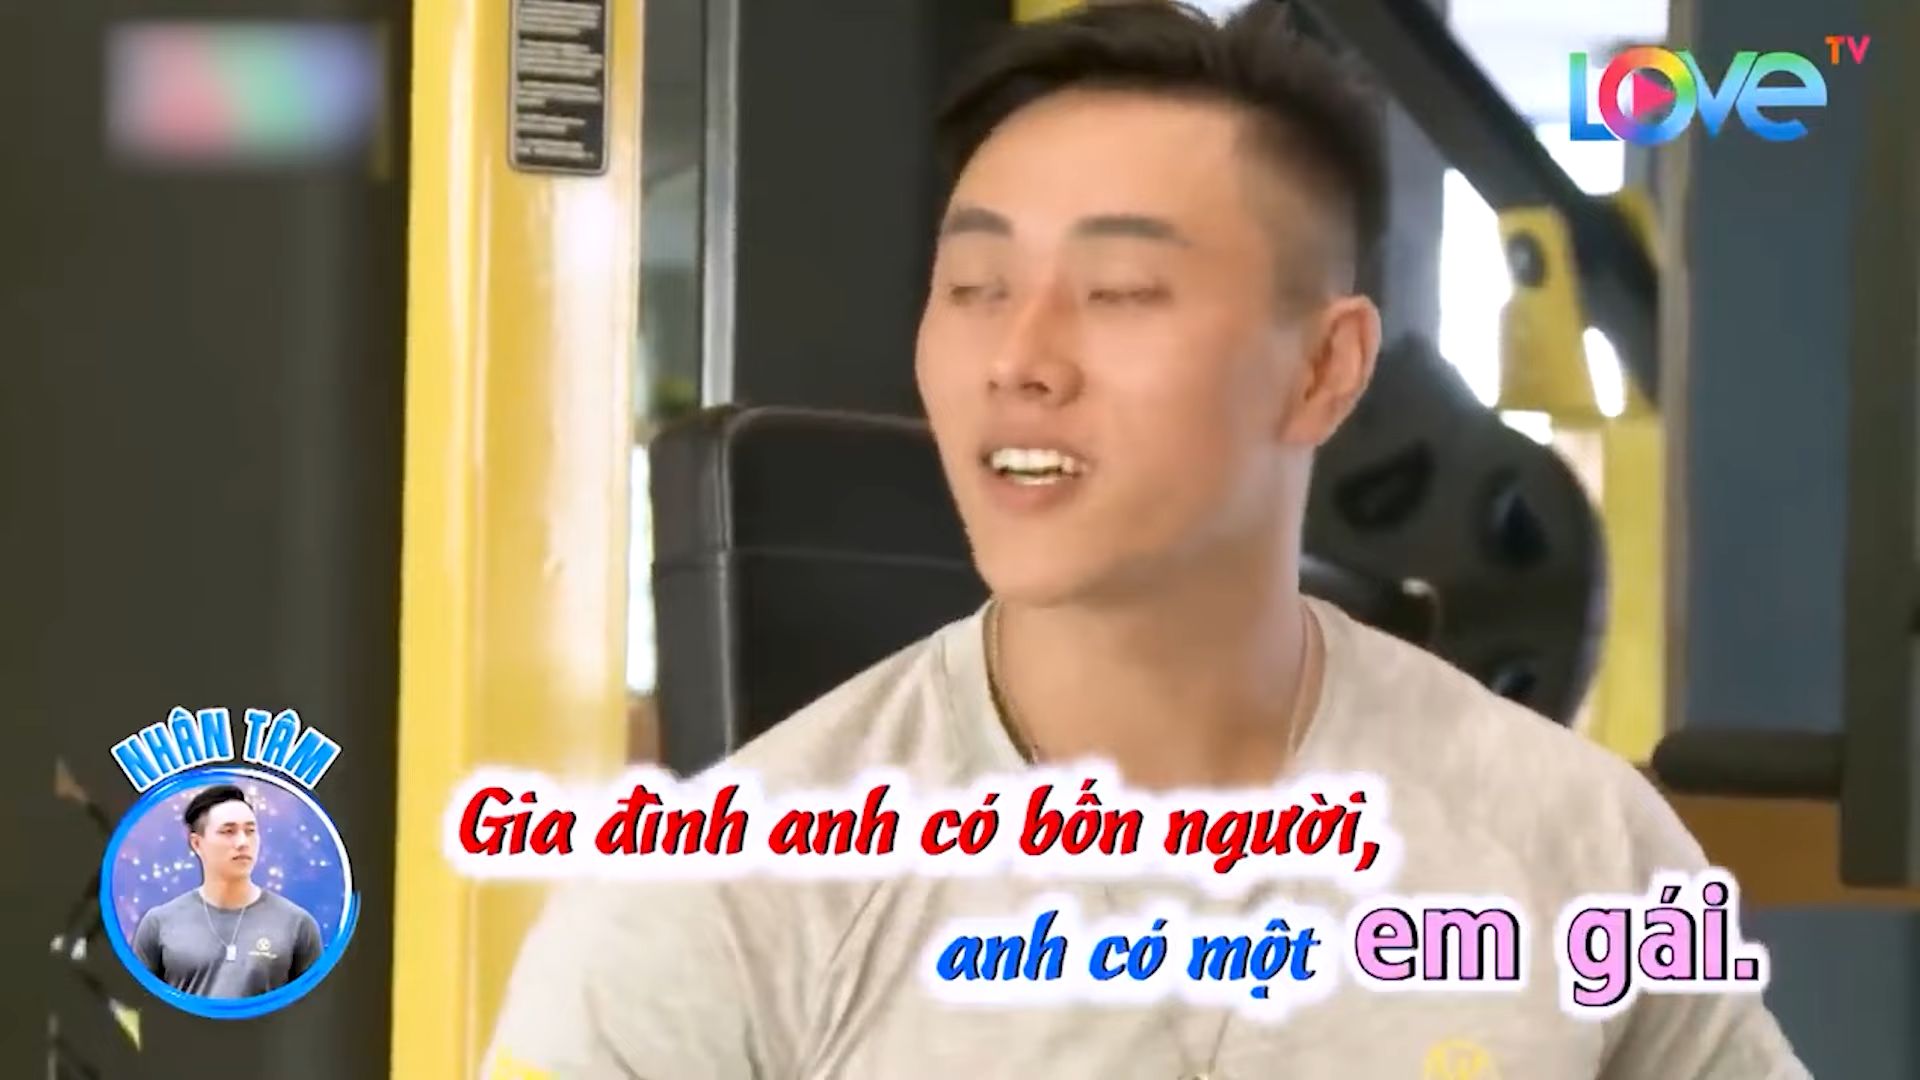 LOVE TV
NHÂN TÂM
Gia đình anh có bốn người,
anh có một em gái.